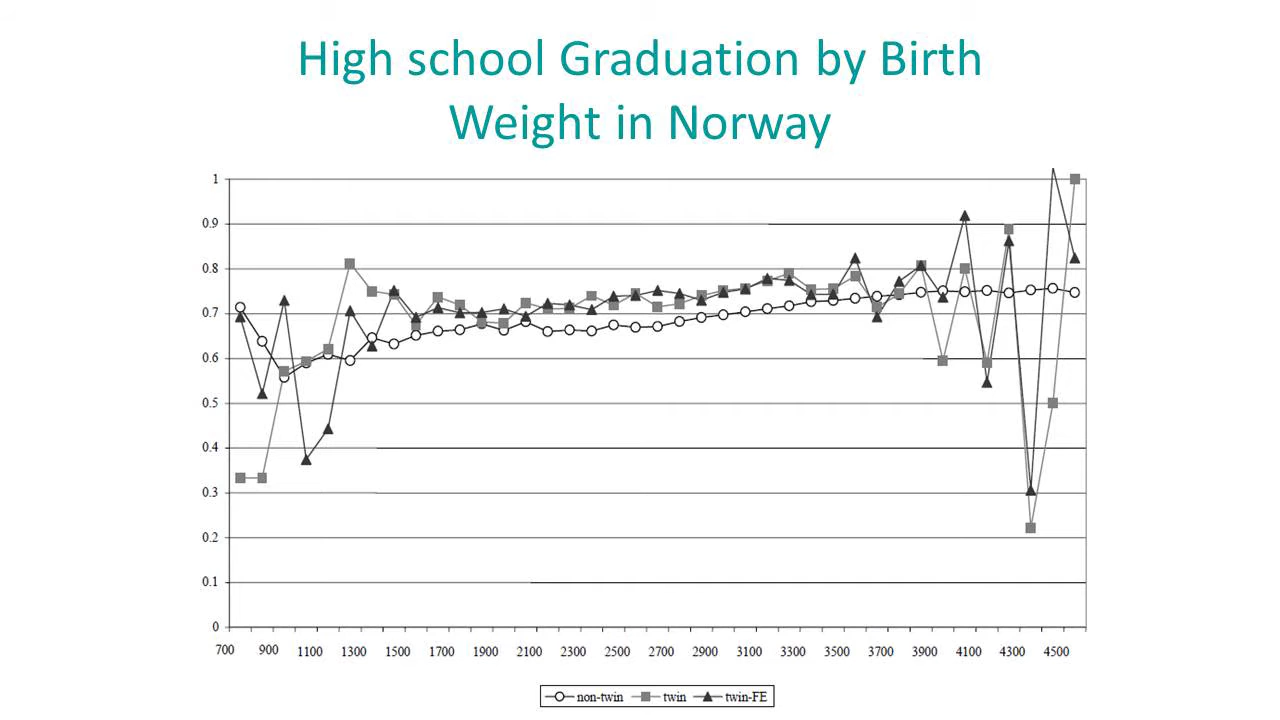 High school Graduation by Birth
Weight in Norway
1
0.9
0.8
0.7
0.6
0.5
0.4
0.3
0.2
0.1
0
700 900 1100 1300 1500 1700 1900 2100 2300 2500 2700 2900 3100 3300 3500 3700 3900 4100 4300 4500
non-twin twin twin-FE